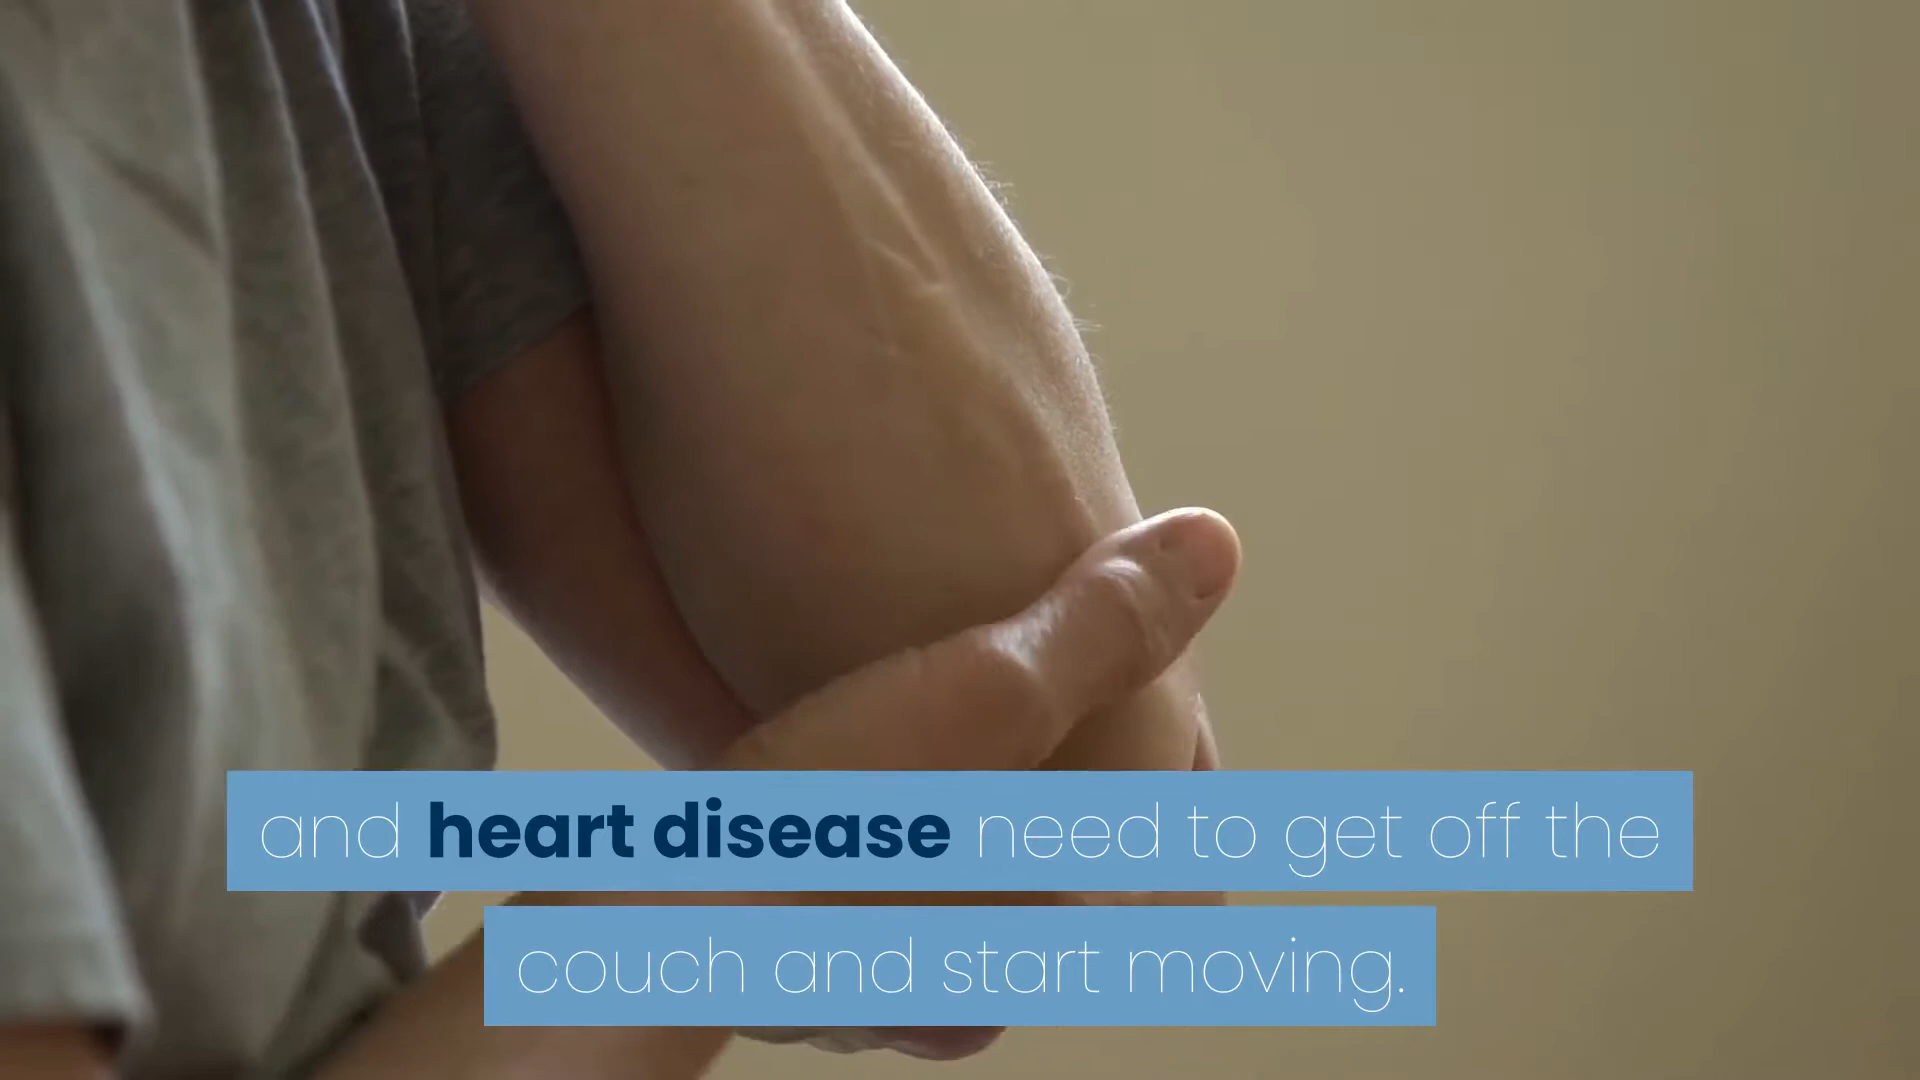 and heart disease need to get off the
couch and start moving.